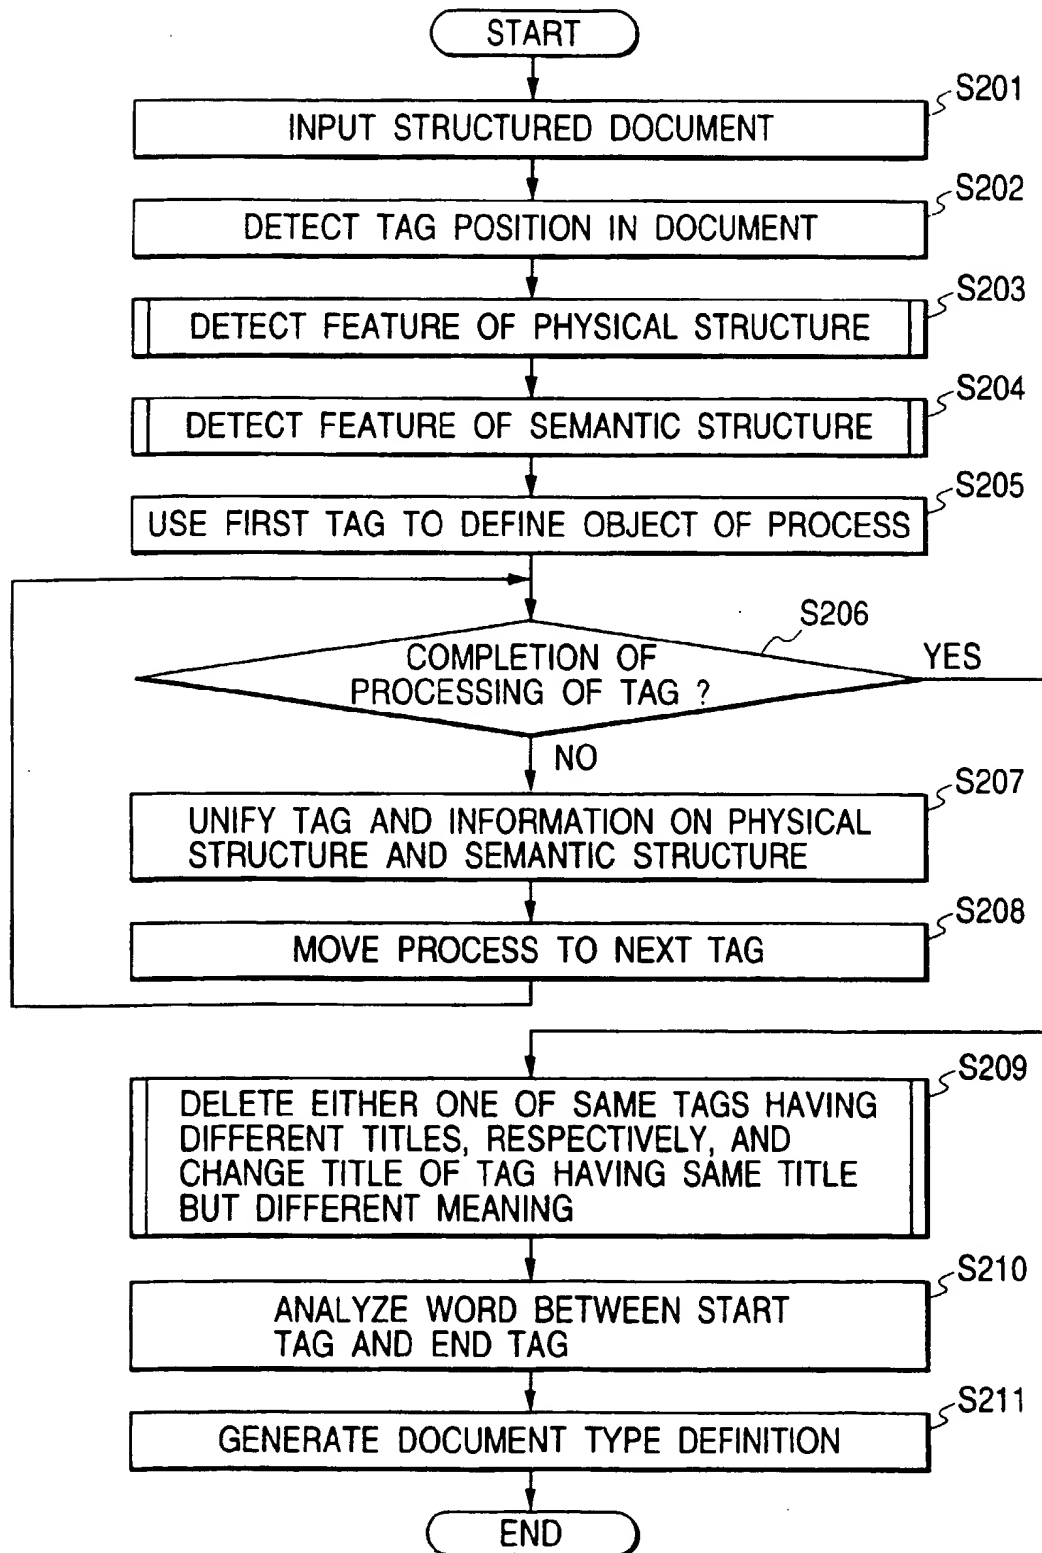 START
S201
INPUT STRUCTURED DOCUMENT
S202
DETECT TAG POSITION IN DOCUMENT
S203
DETECT FEATURE OF PHYSICAL STRUCTURE
S204
DETECT FEATURE OF SEMANTIC STRUCTURE
S205
USE FIRST TAG TO DEFINE OBJECT OF PROCESS
S206
COMPLETION OF
PROCESSING OF TAG ?
YES
NO
S207
UNIFY TAG AND INFORMATION ON PHYSICAL
STRUCTURE AND SEMANTIC STRUCTURE
S208
MOVE PROCESS TO NEXT TAG
S209
DELETE EITHER ONE OF SAME TAGS HAVING
DIFFERENT TITLES, RESPECTIVELY, AND
CHANGE TITLE OF TAG HAVING SAME TITLE
BUT DIFFERENT MEANING
S210
ANALYZE WORD BETWEEN START
TAG AND END TAG
S211
GENERATE DOCUMENT TYPE DEFINITION
END